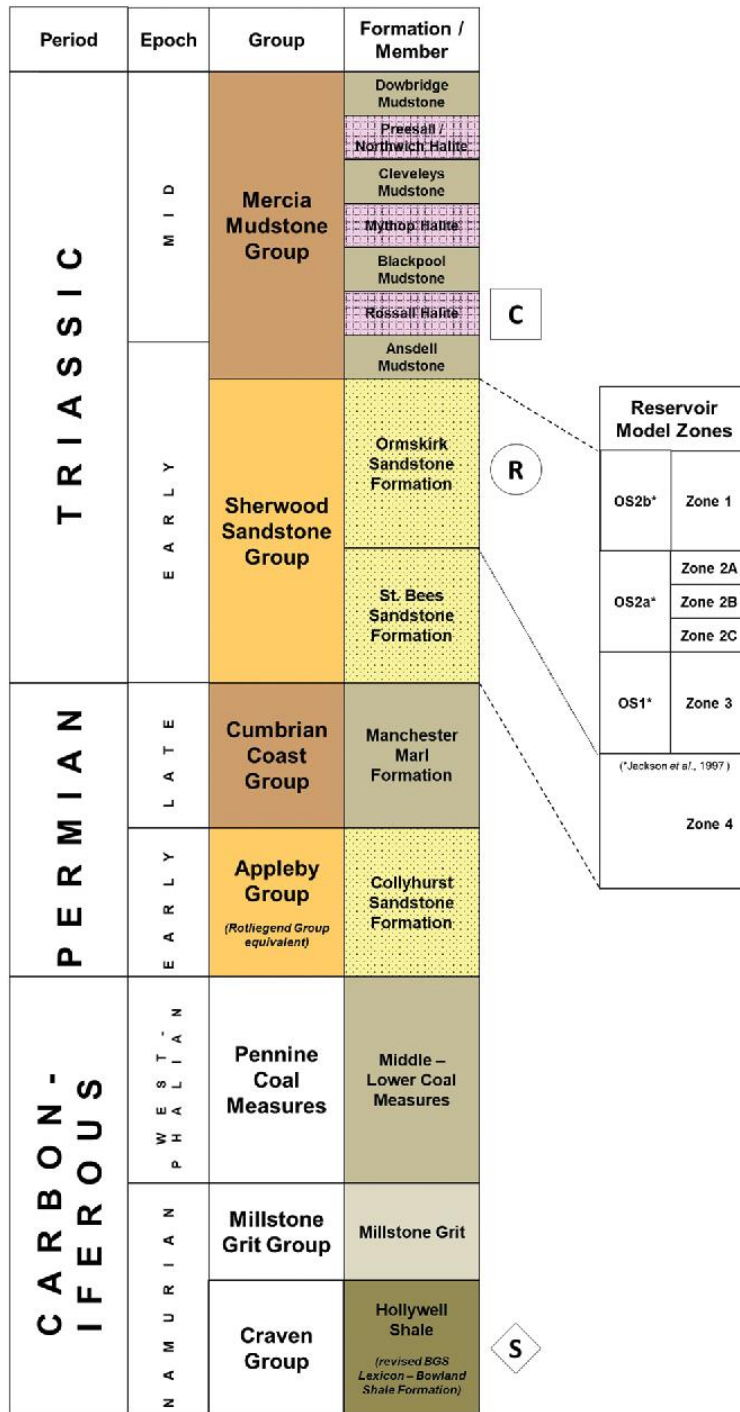 Period
Epoch
Group
Formation /
Member
TRIASSIC
MID
Mercia
Mudstone
Group
Dowbridge
Mudstone
Preesall /
Northwich Halite
Cleveleys
Mudstone
Mythop Halite
Blackpool
Mudstone
Rossall Halite
C
EARLY
Ansdell
Mudstone
Sherwood
Sandstone
Group
Ormskirk
Sandstone
Formation
R
St. Bees
Sandstone
Formation
Reservoir
Model Zones
OS2b*
Zone 1
OS2a*
Zone 2A
Zone 2B
Zone 2C
OS1*
Zone 3
(*Jackson et al., 1997 )
Zone 4
PERMIAN
LATE
Cumbrian
Coast
Group
Manchester
Marl
Formation
EARLY
Appleby
Group
(Rotliegend Group
equivalent)
Collyhurst
Sandstone
Formation
CARBON-
IFEROUS
WEST-
PHALIAN
Pennine
Coal
Measures
Middle –
Lower Coal
Measures
NAMURIAN
Millstone
Grit Group
Millstone Grit
Craven
Group
Hollywell
Shale
(revised BGS
Lexicon – Bowland
Shale Formation)
S